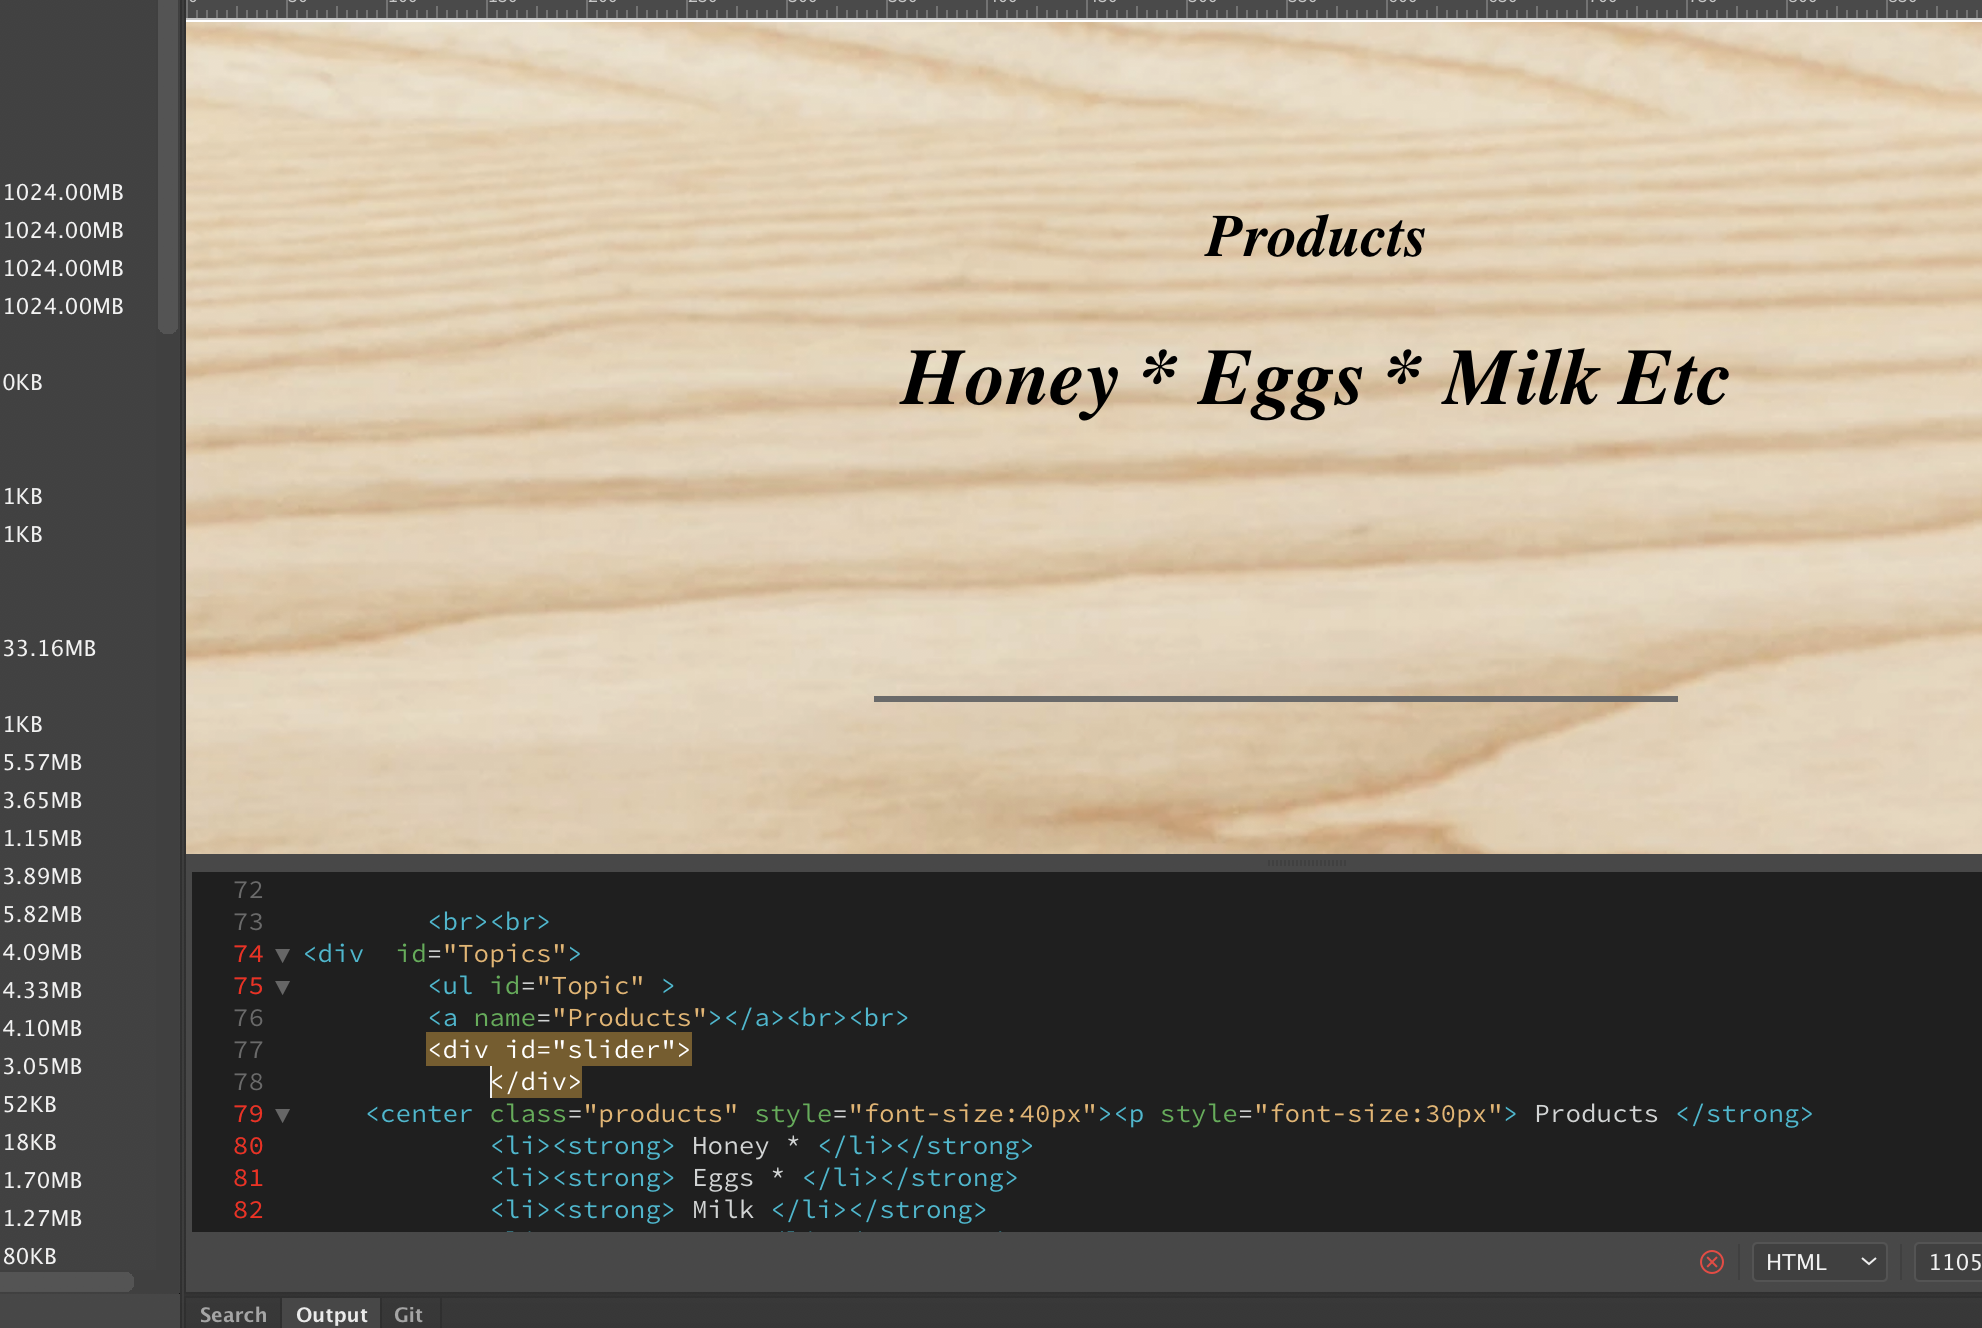 1024.00MB
1024.00MB
1024.00MB
1024.00MB
0KB
1KB
1KB
33.16MB
1KB
5.57MB
3.65MB
1.15MB
3.89MB
5.82MB
4.09MB
4.33MB
4.10MB
3.05MB
52KB
18KB
1.70MB
1.27MB
80KB
Products
Honey * Eggs * Milk Etc
72
73 <br><br>
74 <div  id="Topics">
75 <ul id="Topic" >
76 <a name="Products"></a><br><br>
77 <div id="slider">
78 </div>
79 <center class="products" style="font-size:40px"><p style="font-size:30px"> Products </strong>
80 <li><strong> Honey * </li></strong>
81 <li><strong> Eggs * </li></strong>
82 <li><strong> Milk </li></strong>
HTML
1105
Search Output Git